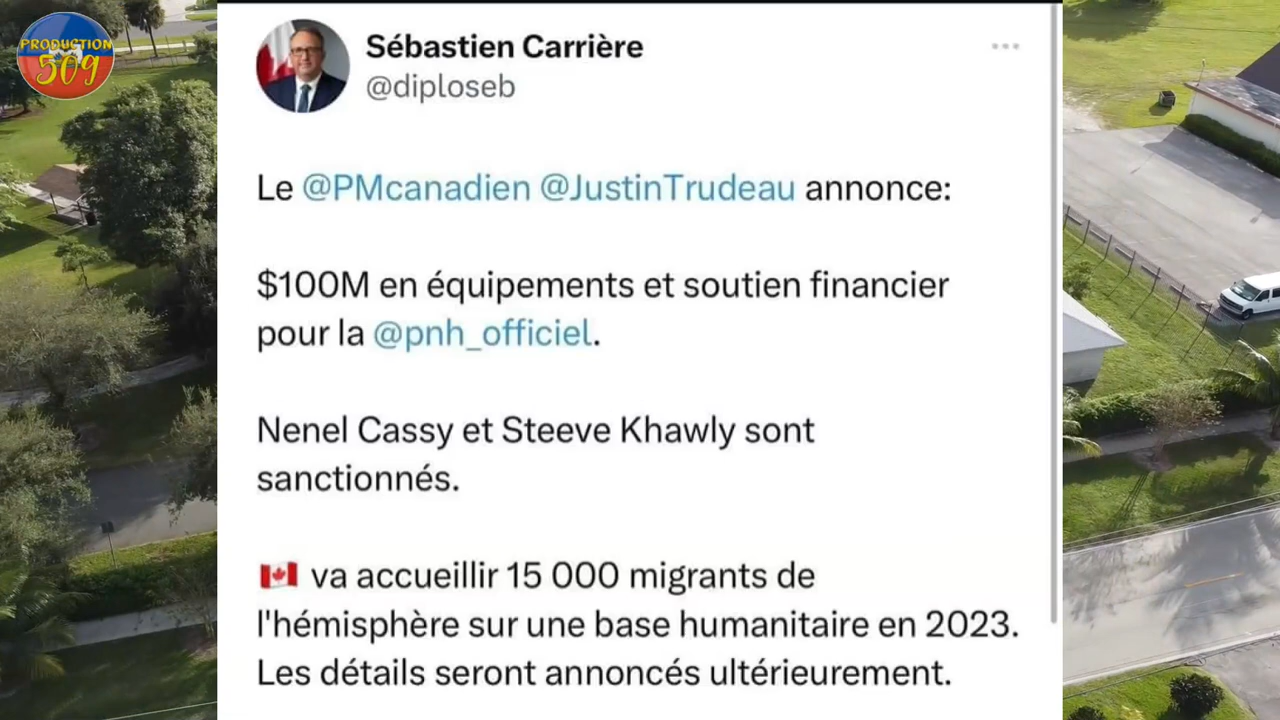 PRODUCTION
509
Sébastien Carrière
@diploseb
Le @PMcanadien @JustinTrudeau annonce:
$100M en équipements et soutien financier
pour la @pnh_officiel.
Nenel Cassy et Steeve Khawly sont
sanctionnés.
va accueillir 15 000 migrants de
l'hémisphère sur une base humanitaire en 2023.
Les détails seront annoncés ultérieurement.